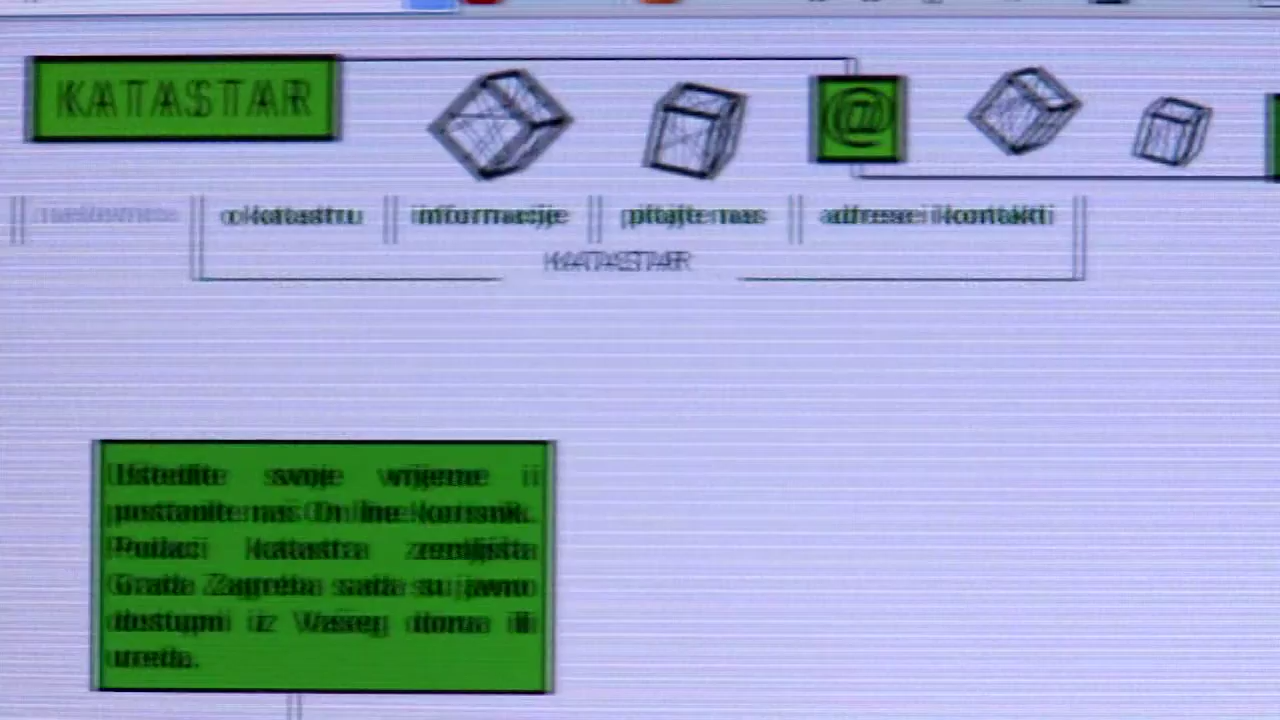 KATASTAR
@
naslovnica
o katastru
informacije
pitajte nas
adrese i kontakti
KATASTAR
Uštedite svoje vrijeme i
postanite naš On line korisnik.
Podaci katastra zemljišta
Grada Zagreba sada su javno
dostupni iz Vašeg doma ili
ureda.